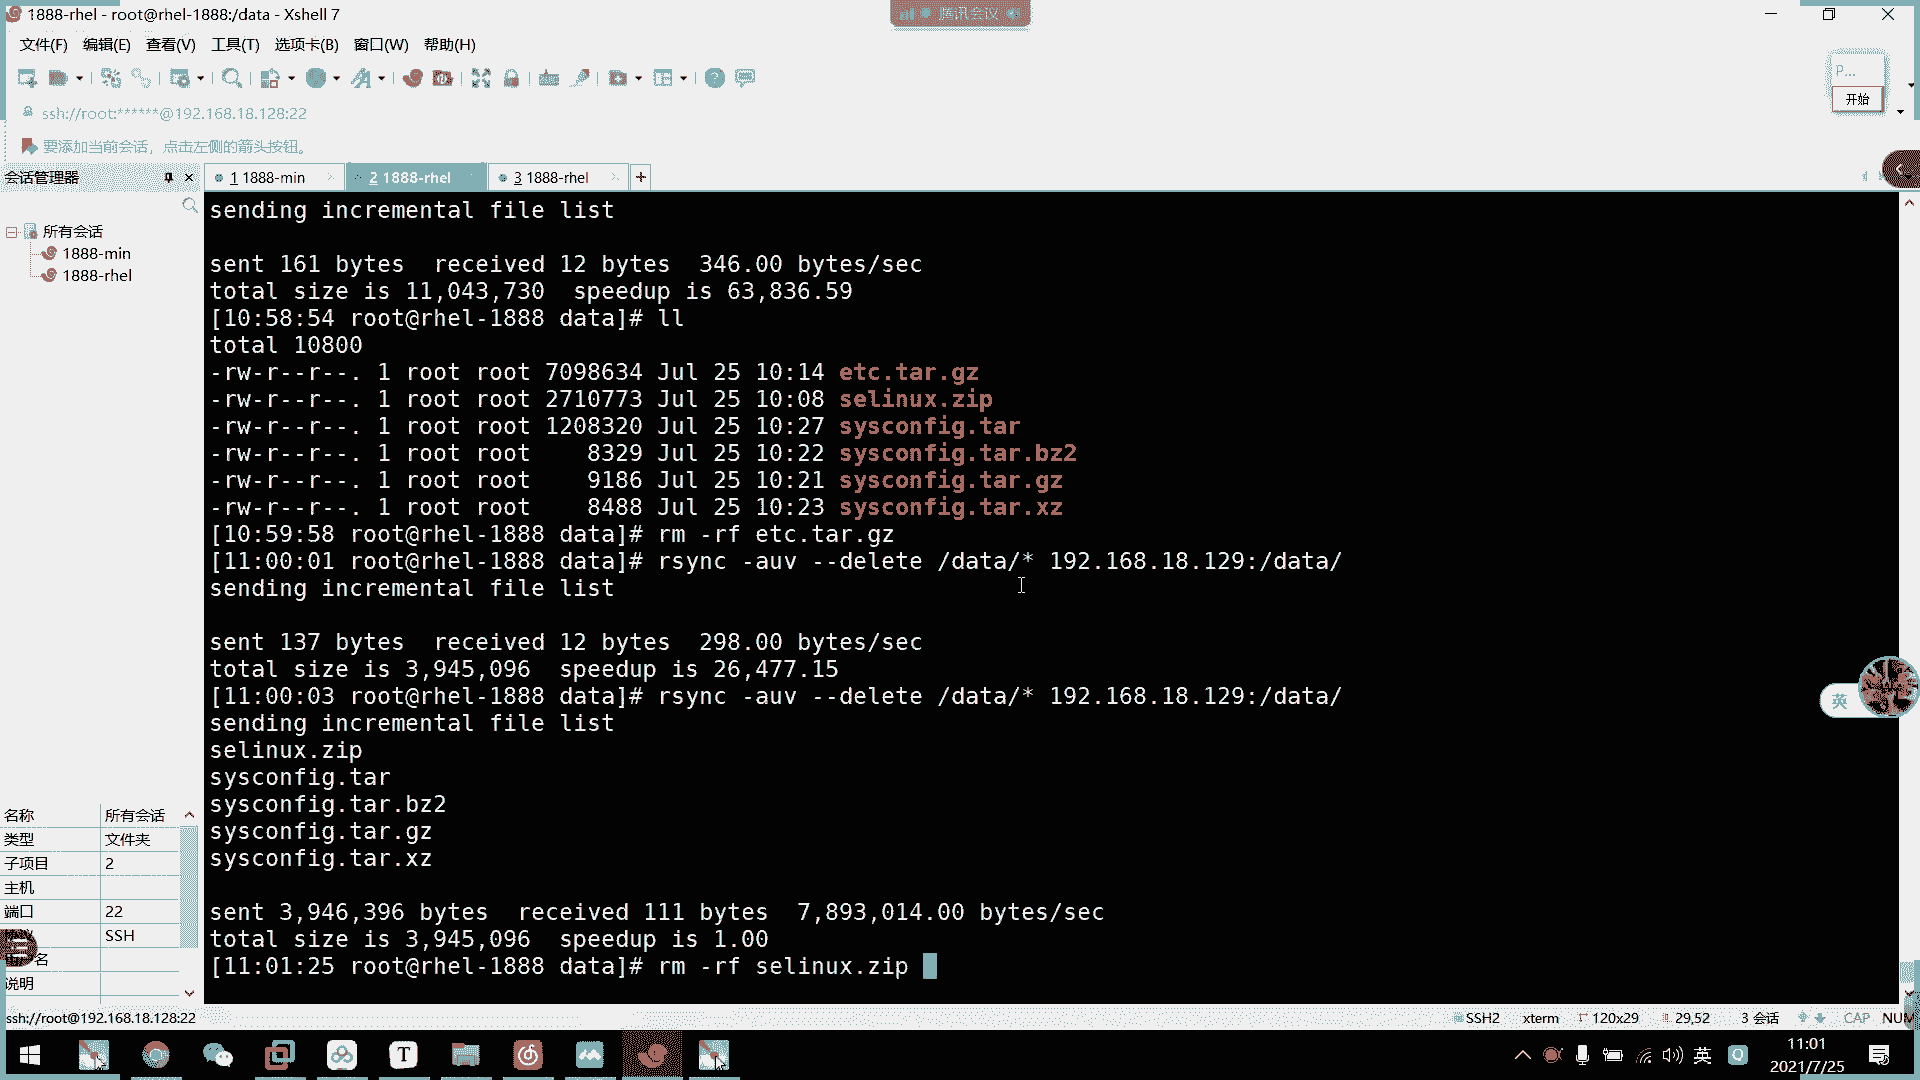 1888-rhel - root@rhel-1888:/data - Xshell 7
腾讯会议
文件(F) 编辑(E) 查看(V) 工具(T) 选项卡(B) 窗口(W) 帮助(H)
P...
开始
ssh://root:******@192.168.18.128:22
要添加当前会话，点击左侧的箭头按钮。
会话管理器
1 1888-min
2 1888-rhel
3 1888-rhel
所有会话
1888-min
1888-rhel
sending incremental file list
sent 161 bytes  received 12 bytes  346.00 bytes/sec
total size is 11,043,730  speedup is 63,836.59
[10:58:54 root@rhel-1888 data]# ll
total 10800
-rw-r--r--. 1 root root 7098634 Jul 25 10:14 etc.tar.gz
-rw-r--r--. 1 root root 2710773 Jul 25 10:08 selinux.zip
-rw-r--r--. 1 root root 1208320 Jul 25 10:27 sysconfig.tar
-rw-r--r--. 1 root root    8329 Jul 25 10:22 sysconfig.tar.bz2
-rw-r--r--. 1 root root    9186 Jul 25 10:21 sysconfig.tar.gz
-rw-r--r--. 1 root root    8488 Jul 25 10:23 sysconfig.tar.xz
[10:59:58 root@rhel-1888 data]# rm -rf etc.tar.gz
[11:00:01 root@rhel-1888 data]# rsync -auv --delete /data/* 192.168.18.129:/data/
sending incremental file list
sent 137 bytes  received 12 bytes  298.00 bytes/sec
total size is 3,945,096  speedup is 26,477.15
[11:00:03 root@rhel-1888 data]# rsync -auv --delete /data/* 192.168.18.129:/data/
sending incremental file list
selinux.zip
sysconfig.tar
sysconfig.tar.bz2
sysconfig.tar.gz
sysconfig.tar.xz
sent 3,946,396 bytes  received 111 bytes  7,893,014.00 bytes/sec
total size is 3,945,096  speedup is 1.00
[11:01:25 root@rhel-1888 data]# rm -rf selinux.zip
英
名称 所有会话
类型 文件夹
子项目 2
主机
端口 22
SSH
说明
ssh://root@192.168.18.128:22
SSH2 xterm 120x29 29,52 3 会话 CAP NUM
T
英
11:01
2021/7/25